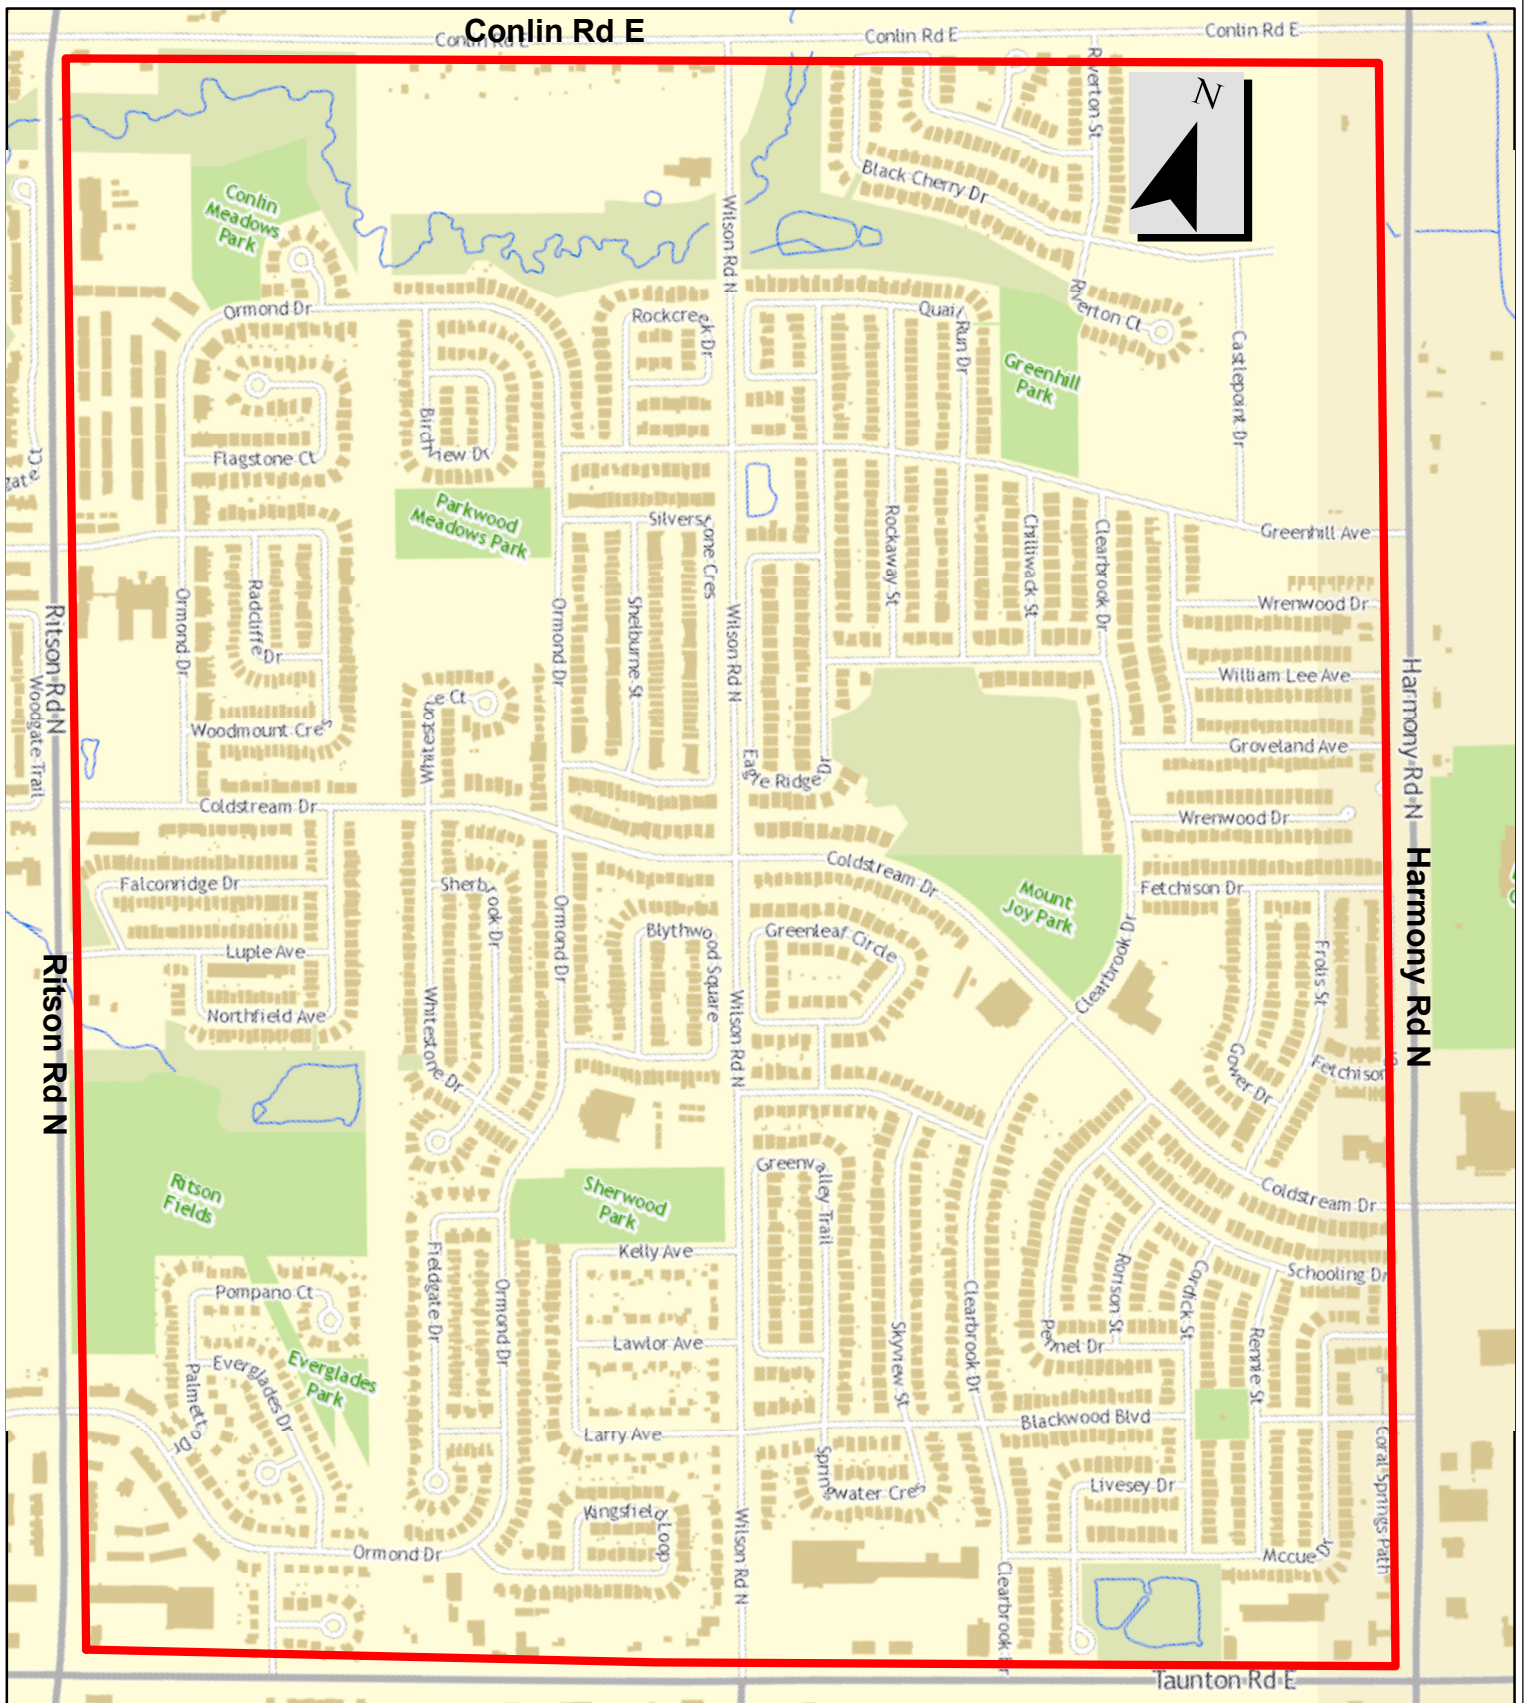 Conlin Rd E
Conlin Rd E
Conlin Rd E
Conlin Rd E
Riverton St
N
Black Cherry Dr
Conlin
Meadows
Park
Wilson Rd N
Ormond Dr
Rockcreek Dr
Quail Run Dr
Riverton Ct
Greenhill
Park
Castlepoint Dr
Birchview Dr
Flagstone Ct
gate Ct
Parkwood
Meadows Park
Silverstone Cres
Rockaway St
Chilliwack St
Clearbrook Dr
Greenhill Ave
Radcliffe Dr
Ormond Dr
Ormond Dr
Shelburne St
Wilson Rd N
Wrenwood Dr
Ritson Rd N
Woodgate Trail
William Lee Ave
Harmony Rd N
Whitestone Ct
Woodmount Cres
Groveland Ave
Eagle Ridge Dr
Coldstream Dr
Wrenwood Dr
Coldstream Dr
Falconridge Dr
Sherbrook Dr
Mount
Joy Park
Fetchison Dr
Harmony Rd N
Ormond Dr
Blythwood Square
Greenleaf Circle
Luple Ave
Clearbrook Dr
Frolis St
Ritson Rd N
Northfield Ave
Whitestone Dr
Wilson Rd N
Gower Dr
Fetchison
Ritson
Fields
Sherwood
Park
Greenvalley Trail
Coldstream Dr
Kelly Ave
Fieldgate Dr
Ormond Dr
Clearbrook Dr
Rorison St
Cordick St
Schooling Dr
Pompano Ct
Lawlor Ave
Skyview St
Pernel Dr
Rennie St
Everglades Dr
Everglades
Park
Palmetto Dr
Larry Ave
Blackwood Blvd
Coral Springs Path
Springwater Cres
Livesey Dr
Kingsfield Loop
Wilson Rd N
Ormond Dr
Mccue Dr
Clearbrook Dr
Taunton Rd E